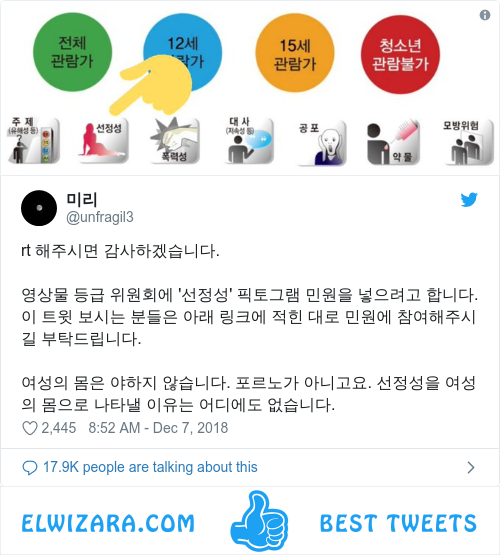 전체
관람가
12세
람가
15세
관람가
청소년
관람불가
주 제
(유해성 등)
선정성
폭력성
대 사
(저속성 등)
공 포
약 물
모방위험
미리
@unfragil3
rt 해주시면 감사하겠습니다.
영상물 등급 위원회에 '선정성' 픽토그램 민원을 넣으려고 합니다.
이 트윗 보시는 분들은 아래 링크에 적힌 대로 민원에 참여해주시
길 부탁드립니다.
여성의 몸은 야하지 않습니다. 포르노가 아니고요. 선정성을 여성
의 몸으로 나타낼 이유는 어디에도 없습니다.
2,445 8:52 AM - Dec 7, 2018
17.9K people are talking about this
ELWIZARA.COM BEST TWEETS